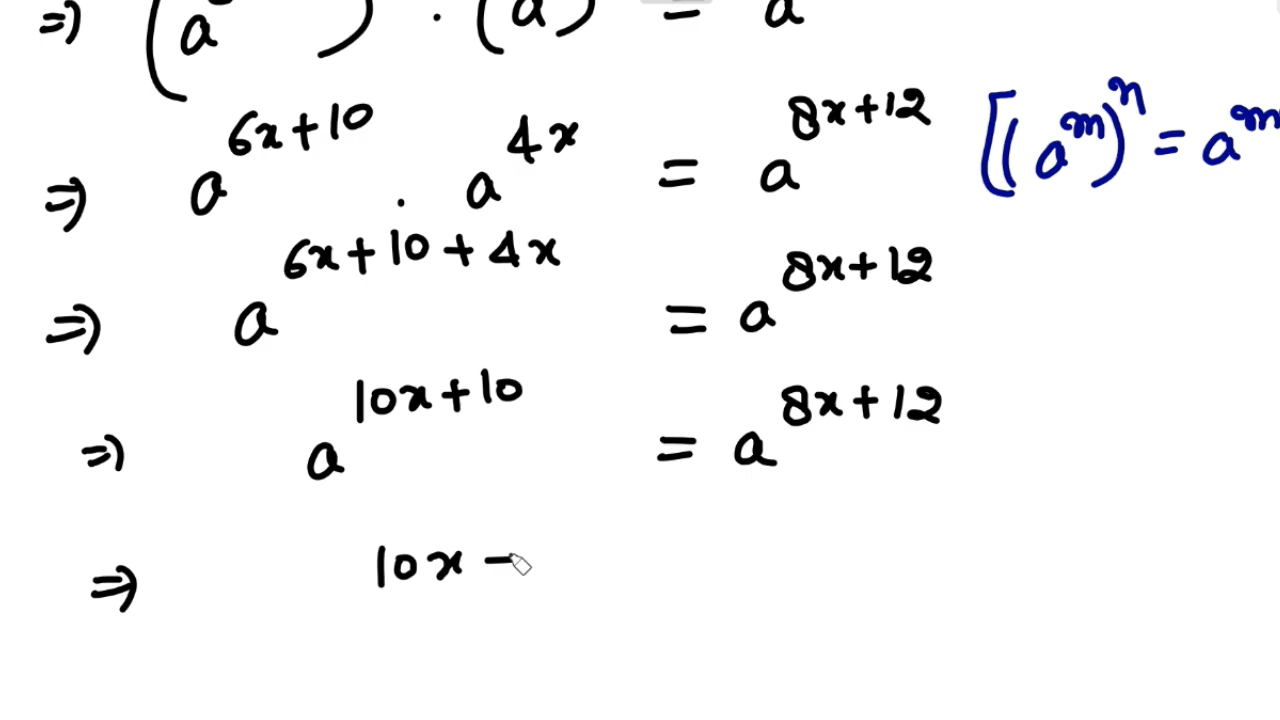 ⇒ (a ) · (a) = a
⇒ a^{6x+10} · a^{4x} = a^{8x+12} [(a^m)^n = a^m
⇒ a^{6x+10+4x} = a^{8x+12}
⇒ a^{10x+10} = a^{8x+12}
⇒ 10x −